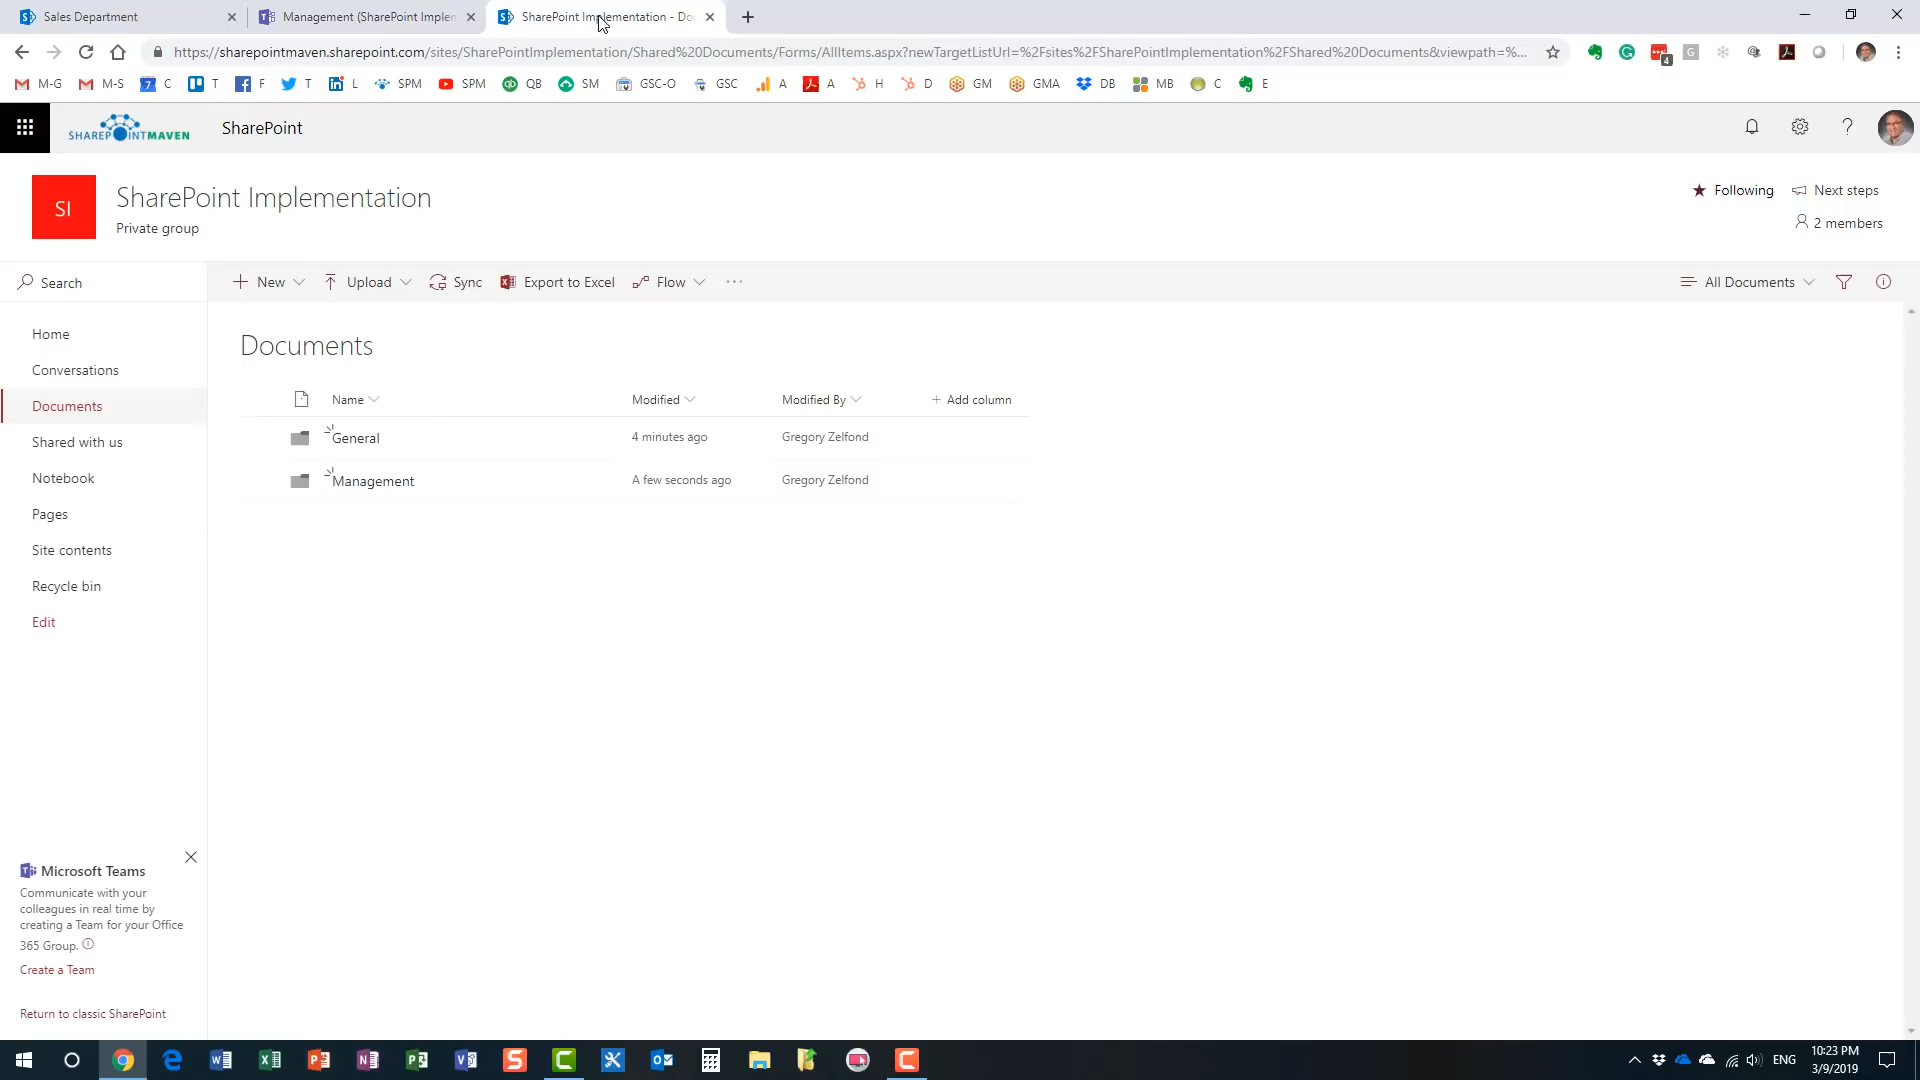 Sales Department
Management (SharePoint Implen
SharePoint Implementation - Do
https://sharepointmaven.sharepoint.com/sites/SharePointImplementation/Shared%20Documents/Forms/AllItems.aspx?newTargetListUrl=%2Fsites%2FSharePointImplementation%2FShared%20Documents&viewpath=%...
4
G
M-G
M-S
7
C
T
F
T
L
SPM
SPM
QB
SM
GSC-O
GSC
A
A
H
D
GM
GMA
DB
MB
C
E
SHAREPOINTMAVEN
SharePoint
?
SI
SharePoint Implementation
Private group
Following
Next steps
2 members
Search
New
Upload
Sync
Export to Excel
Flow
All Documents
Home
Conversations
Documents
Shared with us
Notebook
Pages
Site contents
Recycle bin
Edit
Documents
Name
Modified
Modified By
Add column
General
4 minutes ago
Gregory Zelfond
Management
A few seconds ago
Gregory Zelfond
Microsoft Teams
Communicate with your
colleagues in real time by
creating a Team for your Office
365 Group.
Create a Team
Return to classic SharePoint
ENG
10:23 PM
3/9/2019